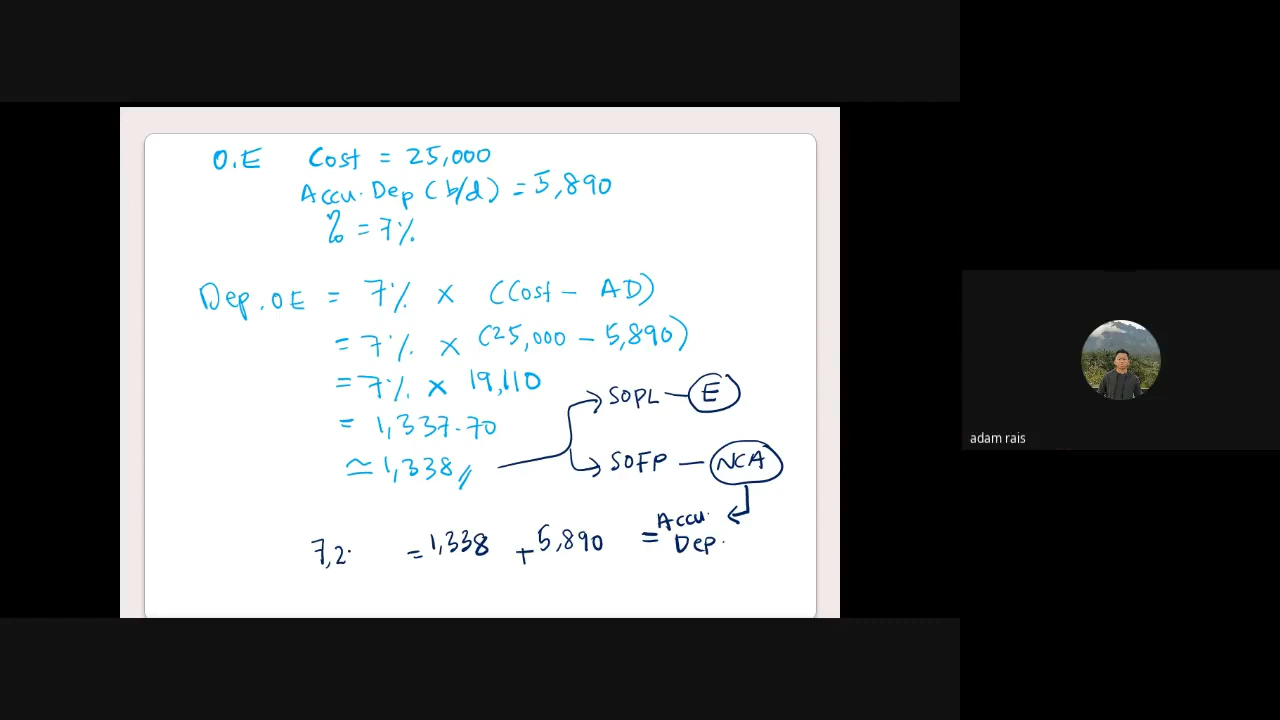 O.E Cost = 25,000
Accu. Dep (b/d) = 5,890
% = 7%
Dep. OE = 7% x (Cost - AD)
= 7% x (25,000 - 5,890)
= 7% x 19,110
= 1,337.70
≃ 1,338//
SOPL - E
SOFP - NCA
7,2 = 1,338 + 5,890 = Accu. Dep.
adam rais